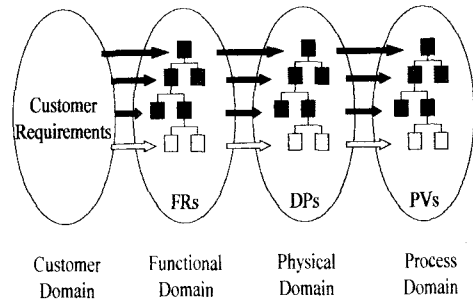 Customer
Requirements
FRs
DPs
PVs
Customer
Domain
Functional
Domain
Physical
Domain
Process
Domain